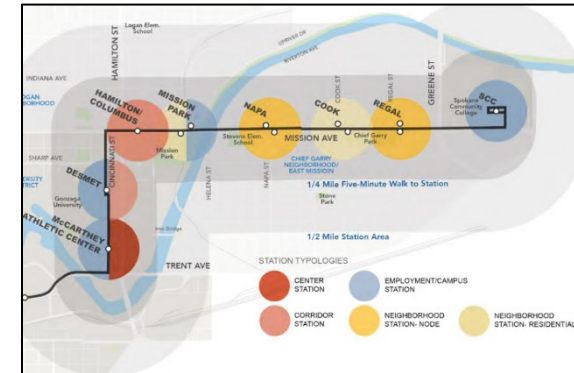 Logan Elem.
School
HAMILTON ST
UPRIVER DR
RIVERTON AVE
INDIANA AVE
HAMILTON/
COLUMBUS
MISSION
PARK
NAPA
COOK ST
COOK
REGAL ST
REGAL
GREENE ST
SCC
Spokane
Community
College
Mission
Park
Stevens Elem.
School
MISSION AVE
Chief Garry
Park
SHARP AVE
CINCINNATI ST
HELENA ST
NAPA ST
CHIEF GARRY
NEIGHBORHOOD/
EAST MISSION
DESMET
Gonzaga
University
1/4 Mile Five-Minute Walk to Station
Stone
Park
McCARTHEY
ATHLETIC CENTER
1/2 Mile Station Area
TRENT AVE
STATION TYPOLOGIES
CENTER
STATION
EMPLOYMENT/CAMPUS
STATION
CORRIDOR
STATION
NEIGHBORHOOD
STATION- NODE
NEIGHBORHOOD
STATION- RESIDENTIAL